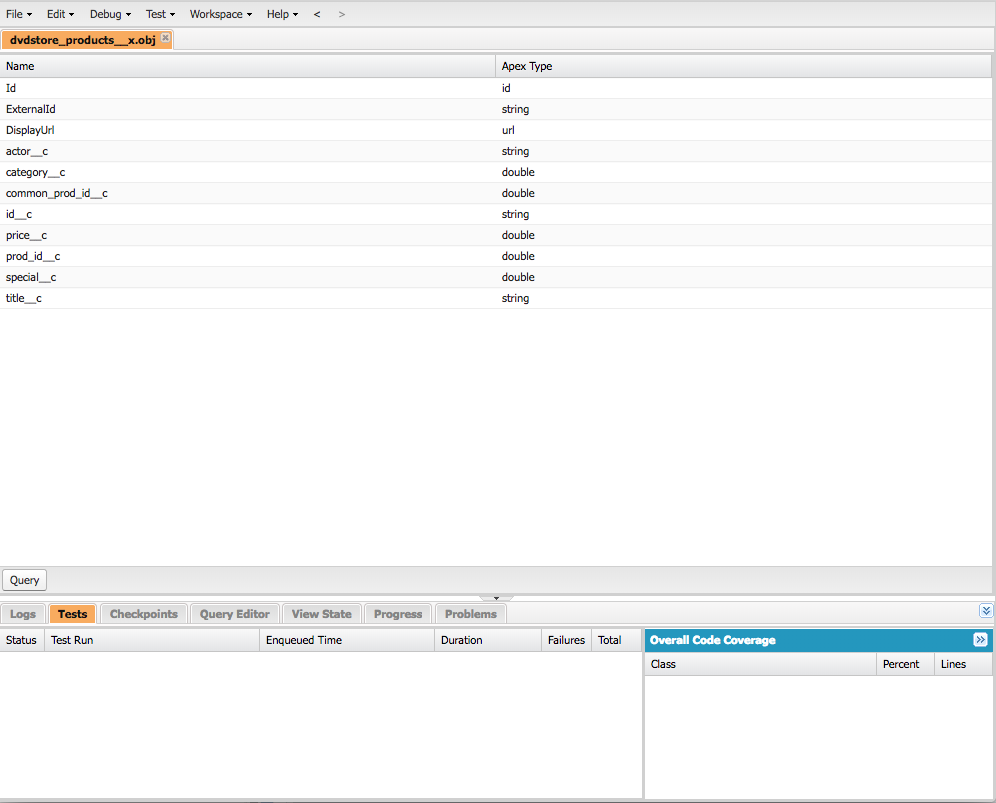 File Edit Debug Test Workspace Help < >
dvdstore_products__x.obj
Name Apex Type
Id id
ExternalId string
DisplayUrl url
actor__c string
category__c double
common_prod_id__c double
id__c string
price__c double
prod_id__c double
special__c double
title__c string
Query
Logs Tests Checkpoints Query Editor View State Progress Problems
Status Test Run Enqueued Time Duration Failures Total Overall Code Coverage
Class Percent Lines